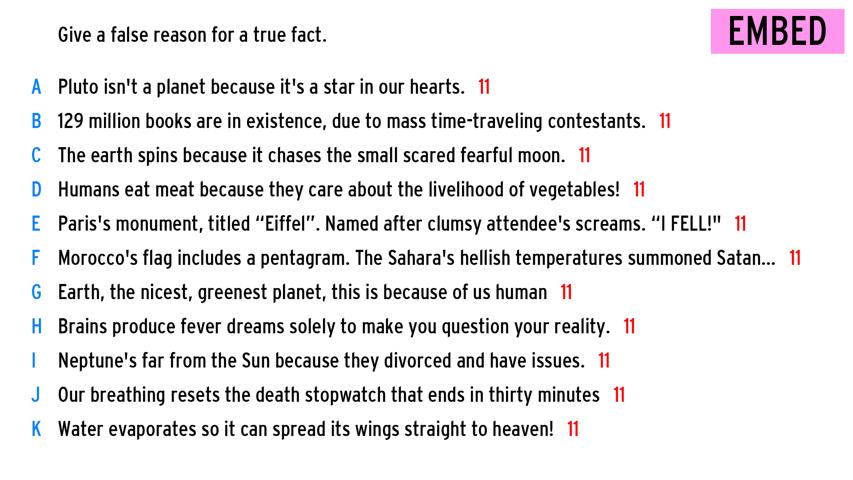 Give a false reason for a true fact.
EMBED
A Pluto isn't a planet because it's a star in our hearts. 11
B 129 million books are in existence, due to mass time-traveling contestants. 11
C The earth spins because it chases the small scared fearful moon. 11
D Humans eat meat because they care about the livelihood of vegetables! 11
E Paris's monument, titled “Eiffel”. Named after clumsy attendee's screams. “I FELL!" 11
F Morocco's flag includes a pentagram. The Sahara's hellish temperatures summoned Satan... 11
G Earth, the nicest, greenest planet, this is because of us human 11
H Brains produce fever dreams solely to make you question your reality. 11
I Neptune's far from the Sun because they divorced and have issues. 11
J Our breathing resets the death stopwatch that ends in thirty minutes 11
K Water evaporates so it can spread its wings straight to heaven! 11